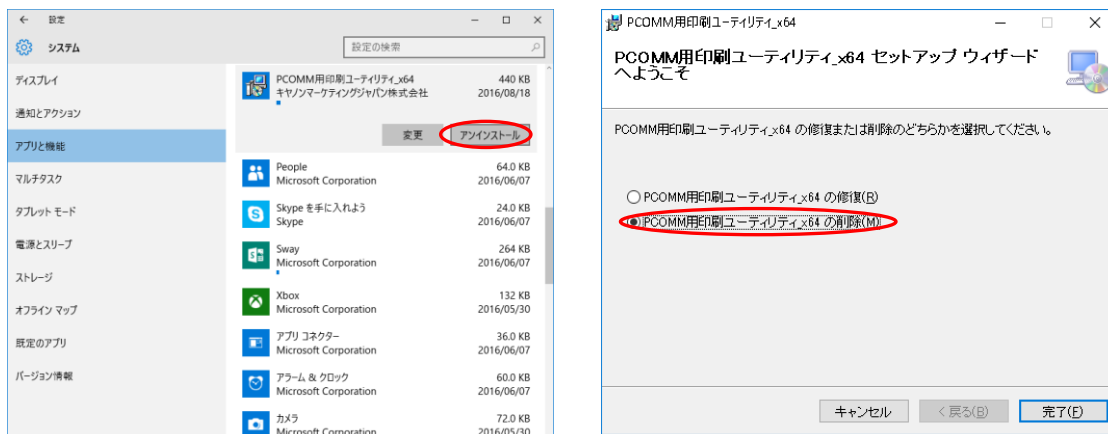 設定
システム
設定の検索
ディスプレイ
通知とアクション
アプリと機能
マルチタスク
タブレット モード
電源とスリープ
ストレージ
オフライン マップ
既定のアプリ
バージョン情報
PCOMM用印刷ユーティリティ_x64 440 KB
キヤノンマーケティングジャパン株式会社 2016/08/18
変更 アンインストール
People 64.0 KB
Microsoft Corporation 2016/06/07
Skype を手に入れよう 24.0 KB
Skype 2016/06/07
Sway 264 KB
Microsoft Corporation 2016/06/07
Xbox 132 KB
Microsoft Corporation 2016/05/30
アプリ コネクター 36.0 KB
Microsoft Corporation 2016/06/07
アラーム & クロック 60.0 KB
Microsoft Corporation 2016/06/07
カメラ 72.0 KB
Microsoft Corporation 2016/05/30
PCOMM用印刷ユーティリティ_x64
PCOMM用印刷ユーティリティ_x64 セットアップ ウィザード
へようこそ
PCOMM用印刷ユーティリティ_x64 の修復または削除のどちらかを選択してください。
PCOMM用印刷ユーティリティ_x64 の修復(R)
PCOMM用印刷ユーティリティ_x64 の削除(M)
キャンセル < 戻る(B) 完了(F)